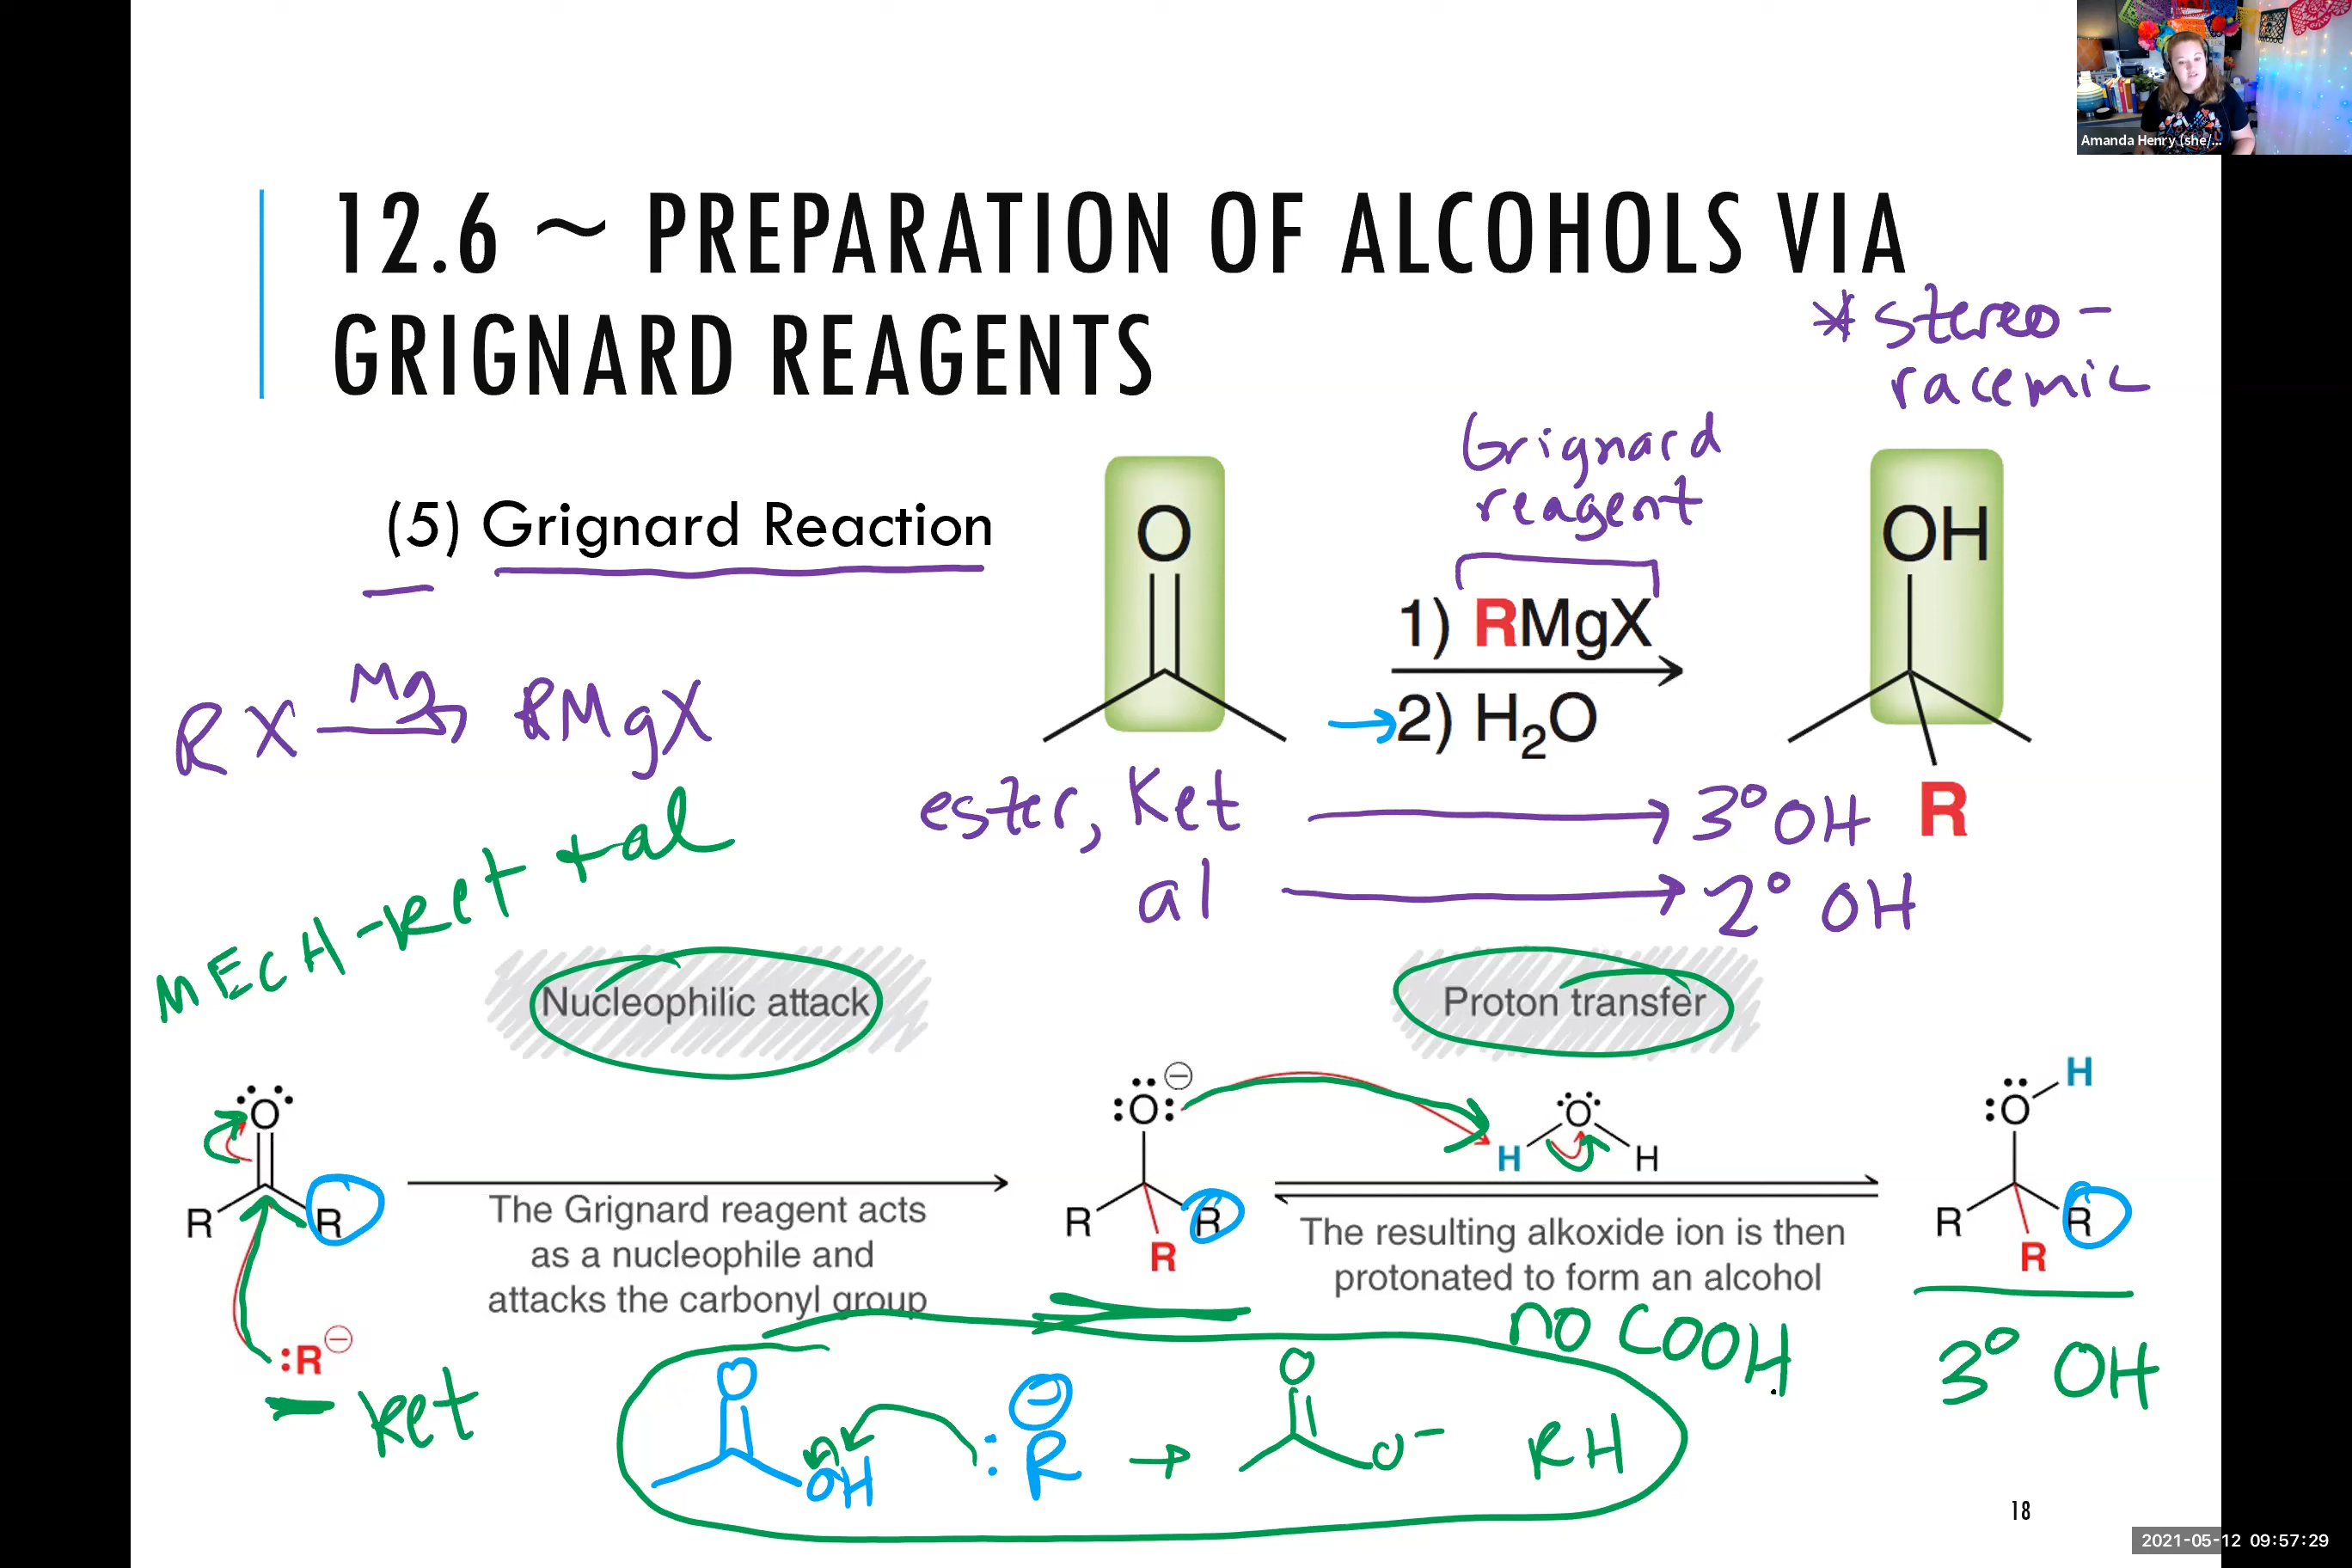 Amanda Henry (she/...
12.6 ~ PREPARATION OF ALCOHOLS VIA
GRIGNARD REAGENTS
* stereo -
racemic
Grignard
reagent
(5) Grignard Reaction
O
1) RMgX
2) H₂O
OH
R
RX Mg RMgX
ester, Ket → 3° OH
al → 2° OH
MECH - ket + al
Nucleophilic attack
Proton transfer
O
R R
:R⊖
- ket
The Grignard reagent acts
as a nucleophile and
attacks the carbonyl group
:O: ⊖
R R
R
O
H H
The resulting alkoxide ion is then
protonated to form an alcohol
H
:O
R R
R
3° OH
no COOH
O
OH
:R ⊖
→
O
O⁻
RH
18
2021-05-12 09:57:29